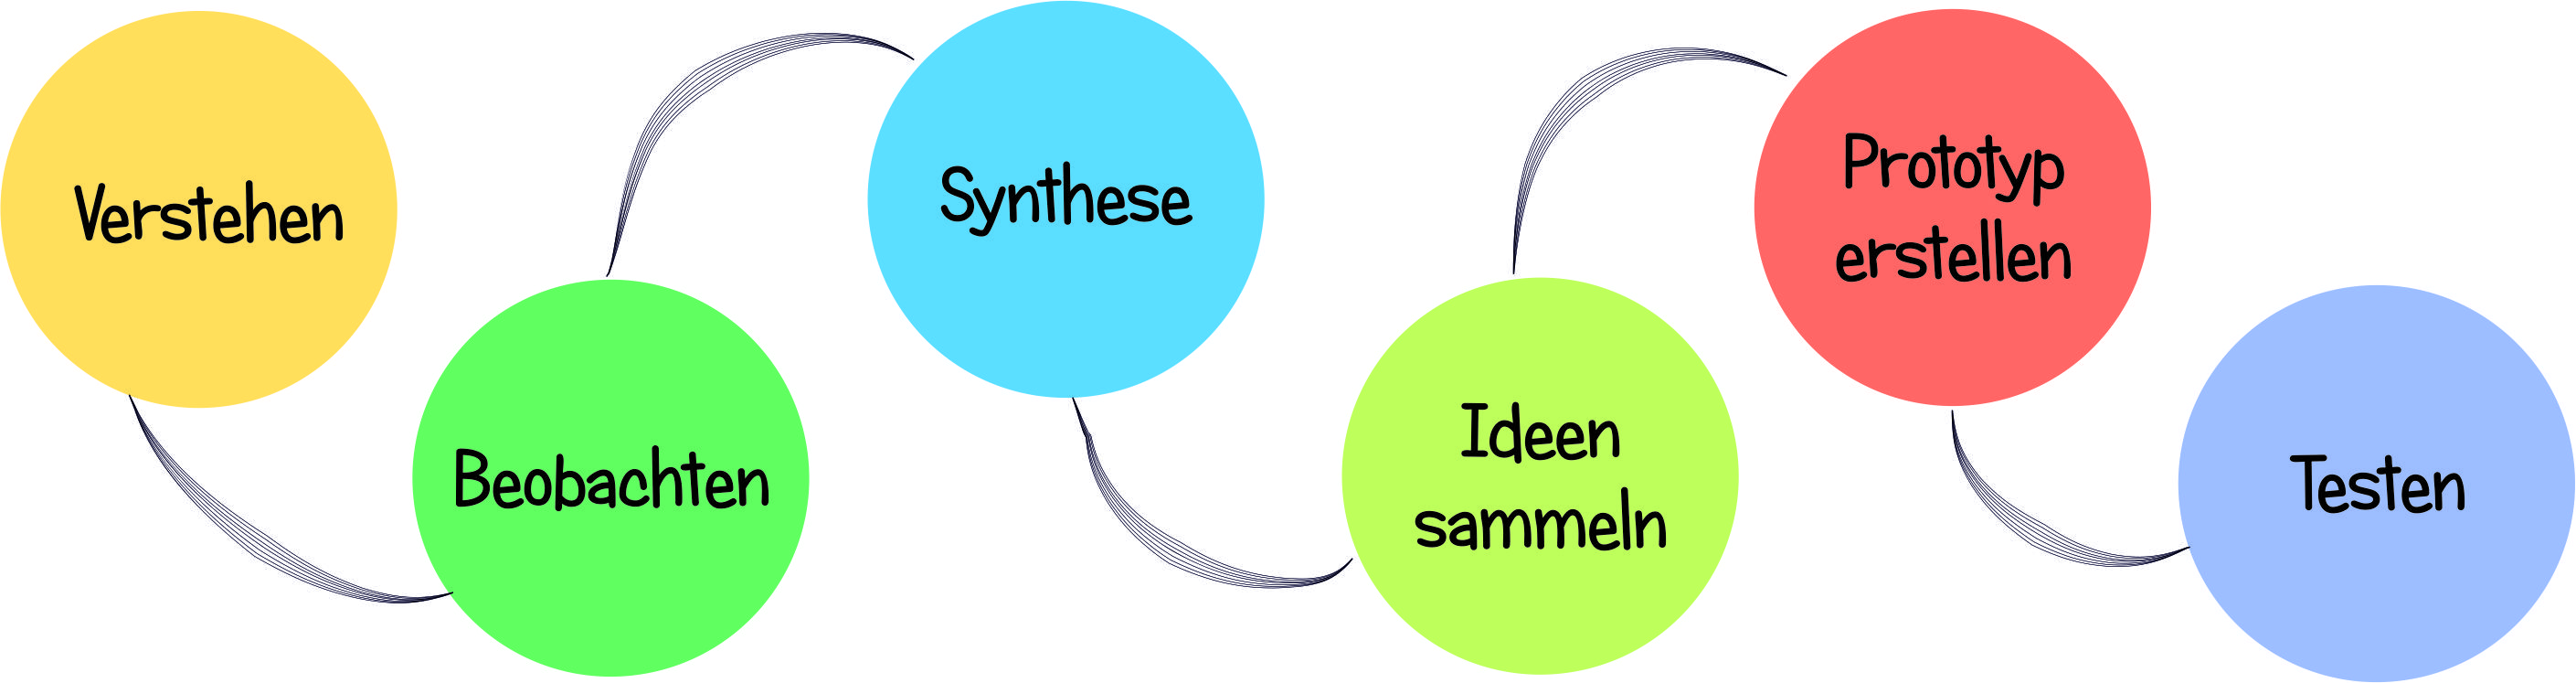 Verstehen
Beobachten
Synthese
Ideen
sammeln
Prototyp
erstellen
Testen